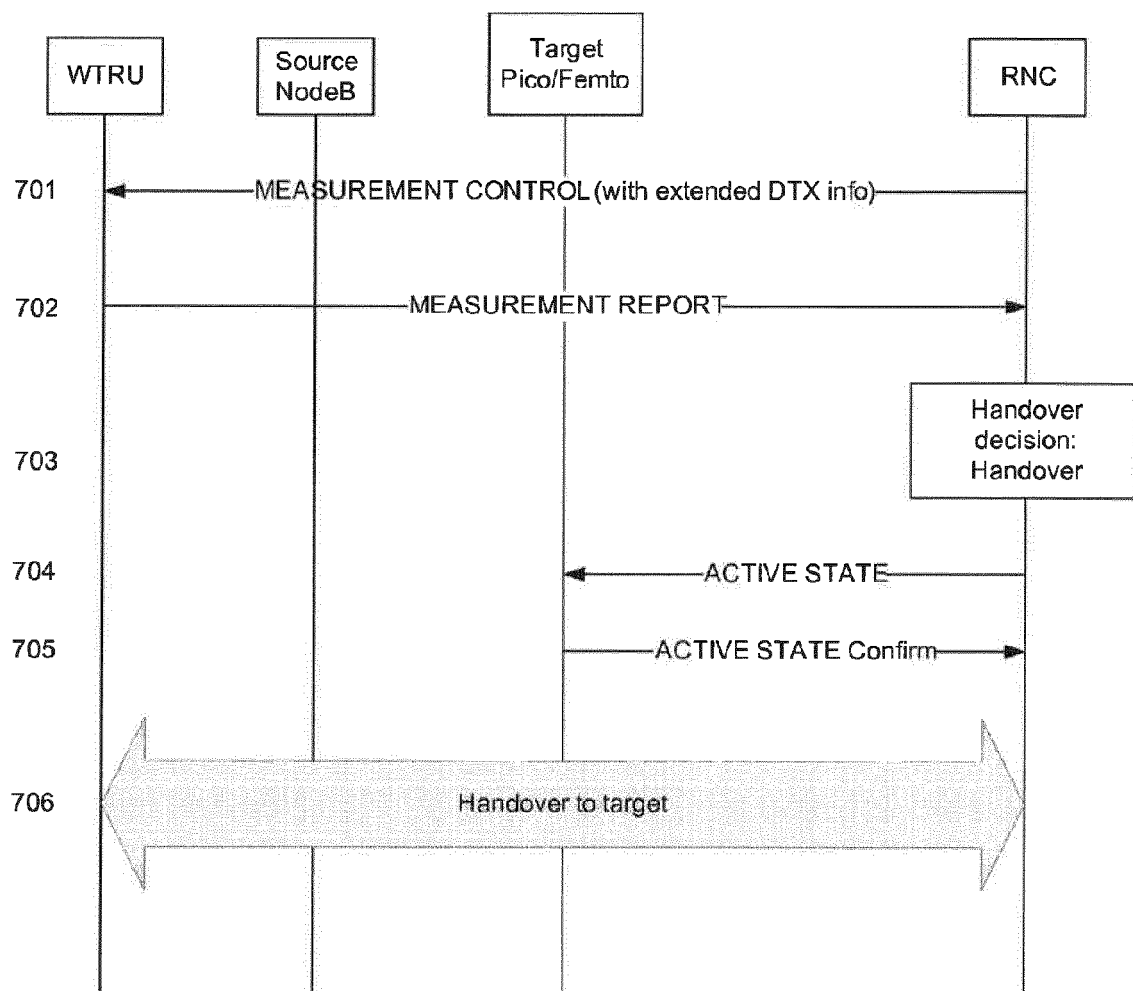 WTRU
Source
NodeB
Target
Pico/Femto
RNC
701
MEASUREMENT CONTROL (with extended DTX info)
702
MEASUREMENT REPORT
703
Handover
decision:
Handover
704
ACTIVE STATE
705
ACTIVE STATE Confirm
706
Handover to target